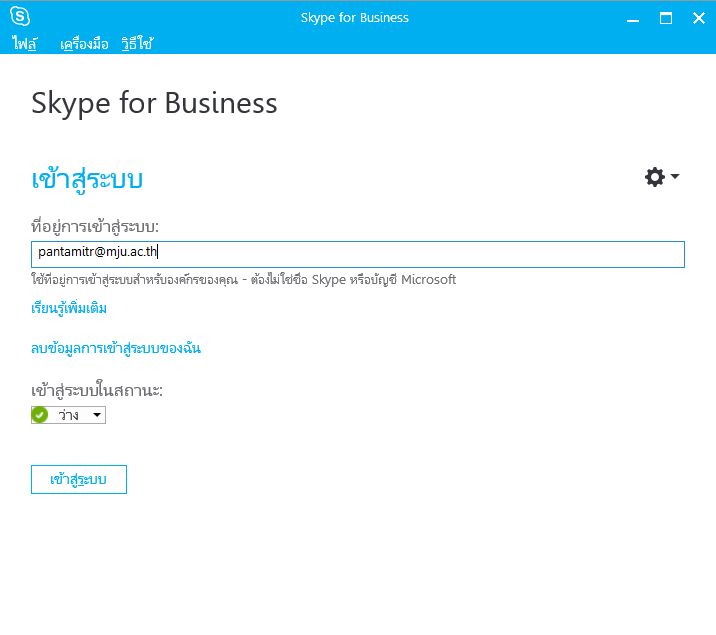 Skype for Business
ไฟล์ เครื่องมือ วิธีใช้
Skype for Business
เข้าสู่ระบบ
ที่อยู่การเข้าสู่ระบบ:
pantamitr@mju.ac.th
ใช้ที่อยู่การเข้าสู่ระบบสำหรับองค์กรของคุณ - ต้องไม่ใช่ชื่อ Skype หรือบัญชี Microsoft
เรียนรู้เพิ่มเติม
ลบข้อมูลการเข้าสู่ระบบของฉัน
เข้าสู่ระบบในสถานะ:
ว่าง
เข้าสู่ระบบ